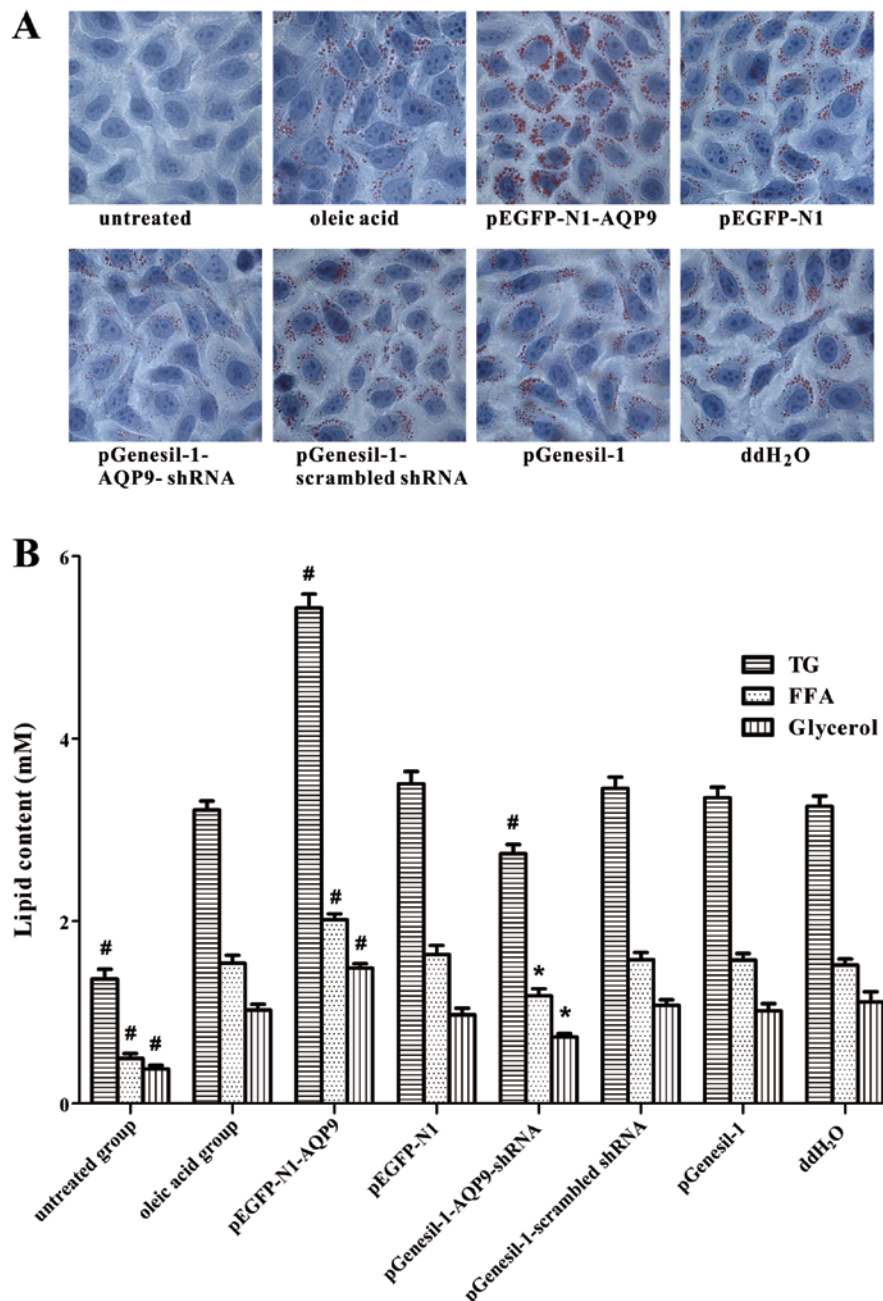 A
untreated
oleic acid
pEGFP-N1-AQP9
pEGFP-N1
pGenesil-1-
AQP9- shRNA
pGenesil-1-
scrambled shRNA
pGenesil-1
ddH₂O
B
Lipid content (mM)
6
4
2
0
TG
FFA
Glycerol
# # #
# # #
# * *
untreated group
oleic acid group
pEGFP-N1-AQP9
pEGFP-N1
pGenesil-1-AQP9-shRNA
pGenesil-1-scrambled shRNA
pGenesil-1
ddH₂O